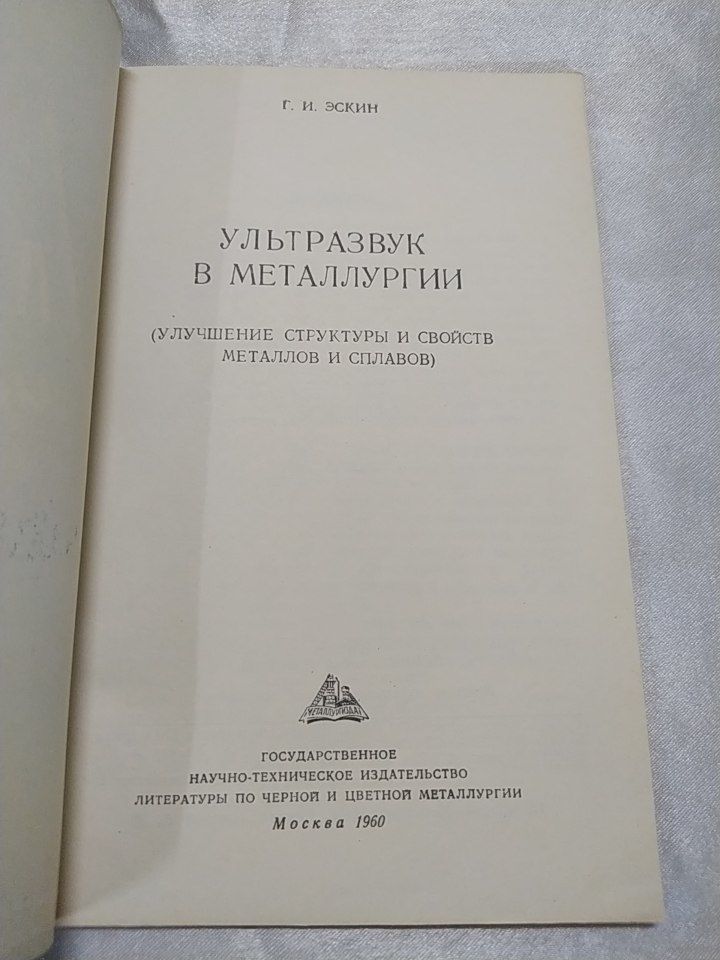 Г. И. ЭСКИН
УЛЬТРАЗВУК
В МЕТАЛЛУРГИИ
(УЛУЧШЕНИЕ СТРУКТУРЫ И СВОЙСТВ
МЕТАЛЛОВ И СПЛАВОВ)
МЕТАЛЛУРГИЗДАТ
ГОСУДАРСТВЕННОЕ
НАУЧНО-ТЕХНИЧЕСКОЕ ИЗДАТЕЛЬСТВО
ЛИТЕРАТУРЫ ПО ЧЕРНОЙ И ЦВЕТНОЙ МЕТАЛЛУРГИИ
Москва 1960